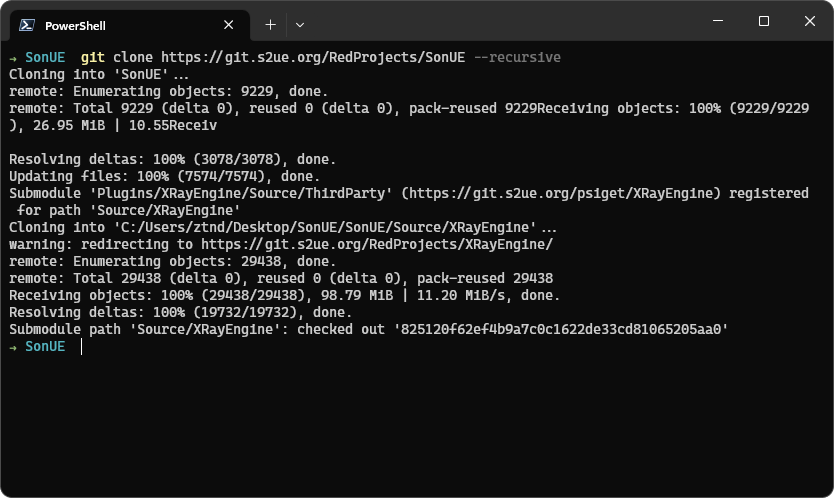 PowerShell
→ SonUE git clone https://git.s2ue.org/RedProjects/SonUE --recursive
Cloning into 'SonUE'...
remote: Enumerating objects: 9229, done.
remote: Total 9229 (delta 0), reused 0 (delta 0), pack-reused 9229Receiving objects: 100% (9229/9229
), 26.95 MiB | 10.55Receiv
Resolving deltas: 100% (3078/3078), done.
Updating files: 100% (7574/7574), done.
Submodule 'Plugins/XRayEngine/Source/ThirdParty' (https://git.s2ue.org/psiget/XRayEngine) registered
for path 'Source/XRayEngine'
Cloning into 'C:/Users/ztnd/Desktop/SonUE/SonUE/Source/XRayEngine'...
warning: redirecting to https://git.s2ue.org/RedProjects/XRayEngine/
remote: Enumerating objects: 29438, done.
remote: Total 29438 (delta 0), reused 0 (delta 0), pack-reused 29438
Receiving objects: 100% (29438/29438), 98.79 MiB | 11.20 MiB/s, done.
Resolving deltas: 100% (19732/19732), done.
Submodule path 'Source/XRayEngine': checked out '825120f62ef4b9a7c0c1622de33cd81065205aa0'
→ SonUE